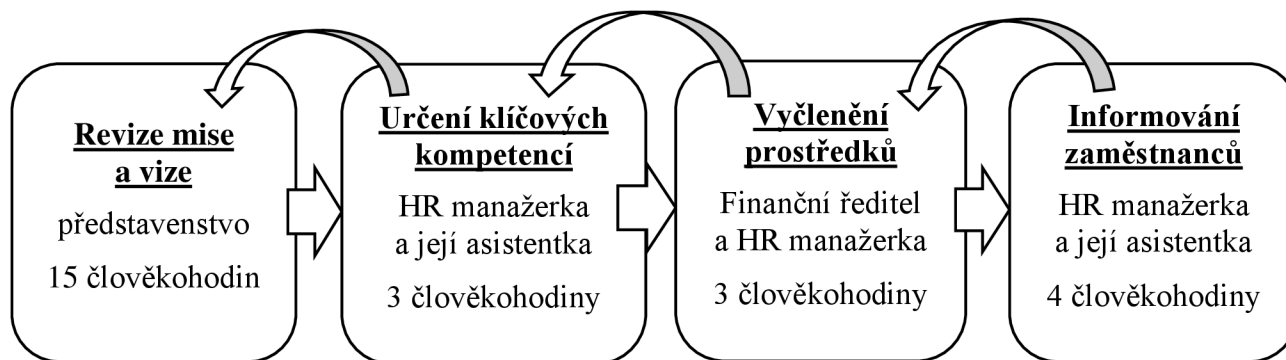 Revize mise
a vize
představenstvo
15 člověkohodin
Určení klíčových
kompetencí
HR manažerka
a její asistentka
3 člověkohodiny
Vyčlenění
prostředků
Finanční ředitel
a HR manažerka
3 člověkohodiny
Informování
zaměstnanců
HR manažerka
a její asistentka
4 člověkohodiny